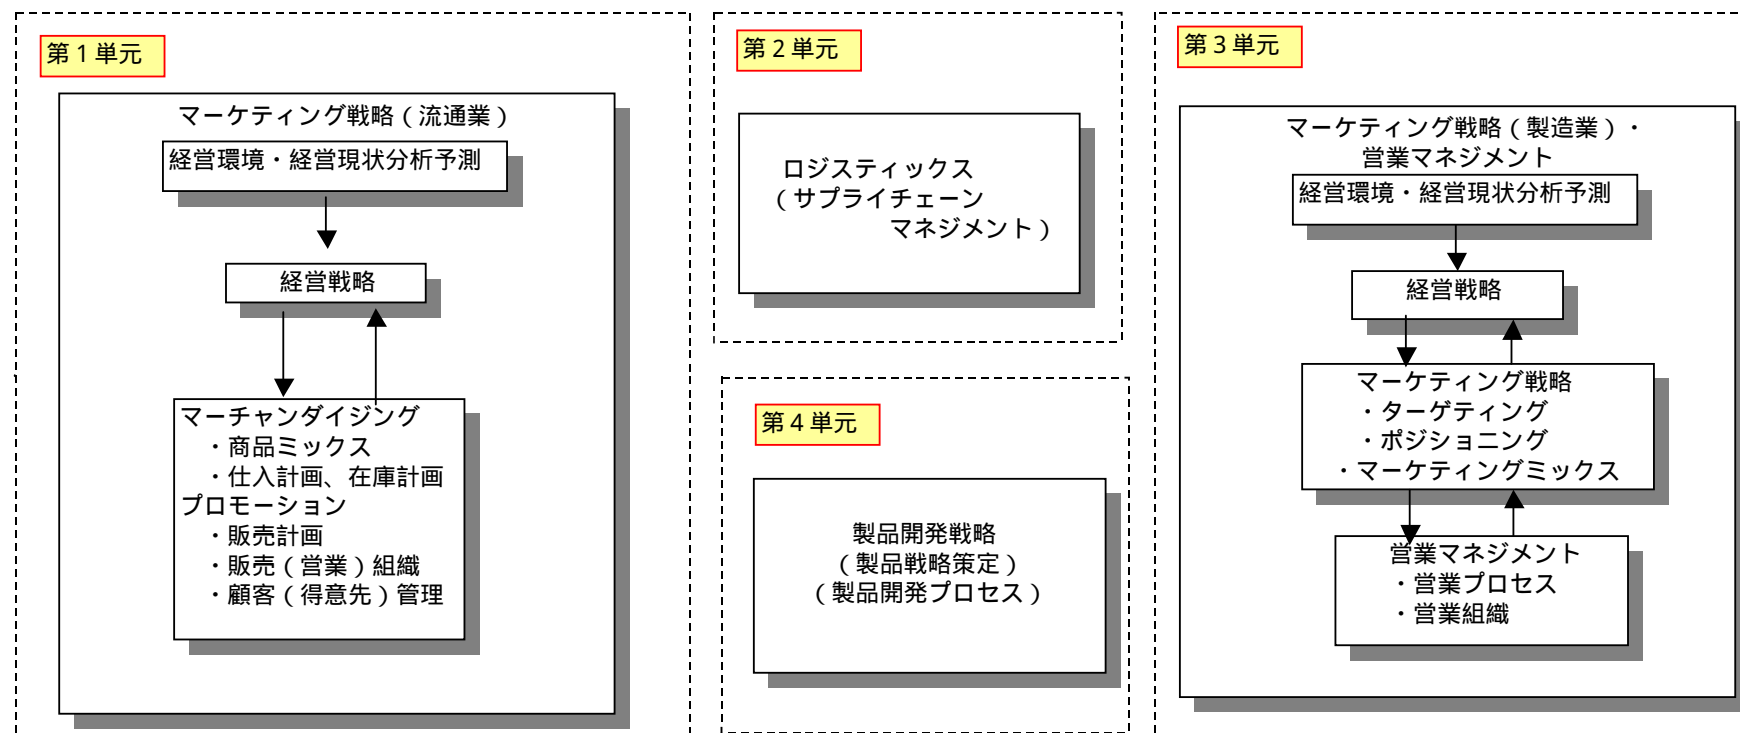 第１単元
マーケティング戦略（流通業）
経営環境・経営現状分析予測
経営戦略
マーチャンダイジング
・商品ミックス
・仕入計画、在庫計画
プロモーション
・販売計画
・販売（営業）組織
・顧客（得意先）管理
第２単元
ロジスティックス
（サプライチェーン
マネジメント）
第４単元
製品開発戦略
（製品戦略策定）
（製品開発プロセス）
第３単元
マーケティング戦略（製造業）・
営業マネジメント
経営環境・経営現状分析予測
経営戦略
マーケティング戦略
・ターゲティング
・ポジショニング
・マーケティングミックス
営業マネジメント
・営業プロセス
・営業組織